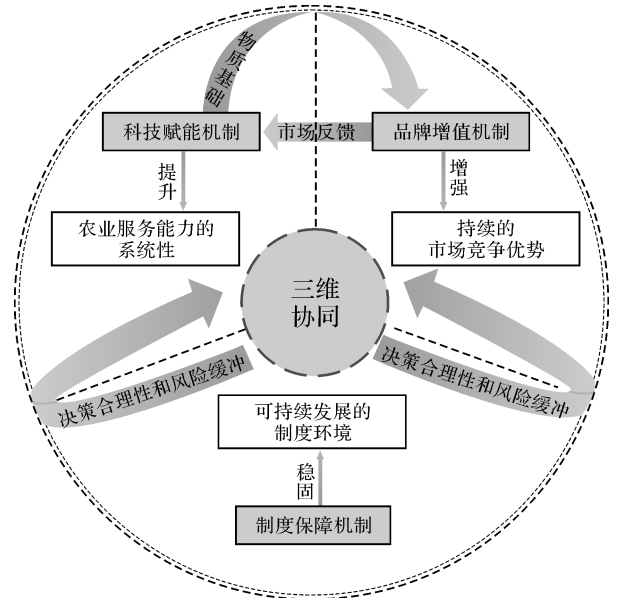 物质基础
科技赋能机制
市场反馈
品牌增值机制
提升
增强
农业服务能力的
系统性
持续的
市场竞争优势
三维
协同
决策合理性和风险缓冲
决策合理性和风险缓冲
可持续发展的
制度环境
稳固
制度保障机制